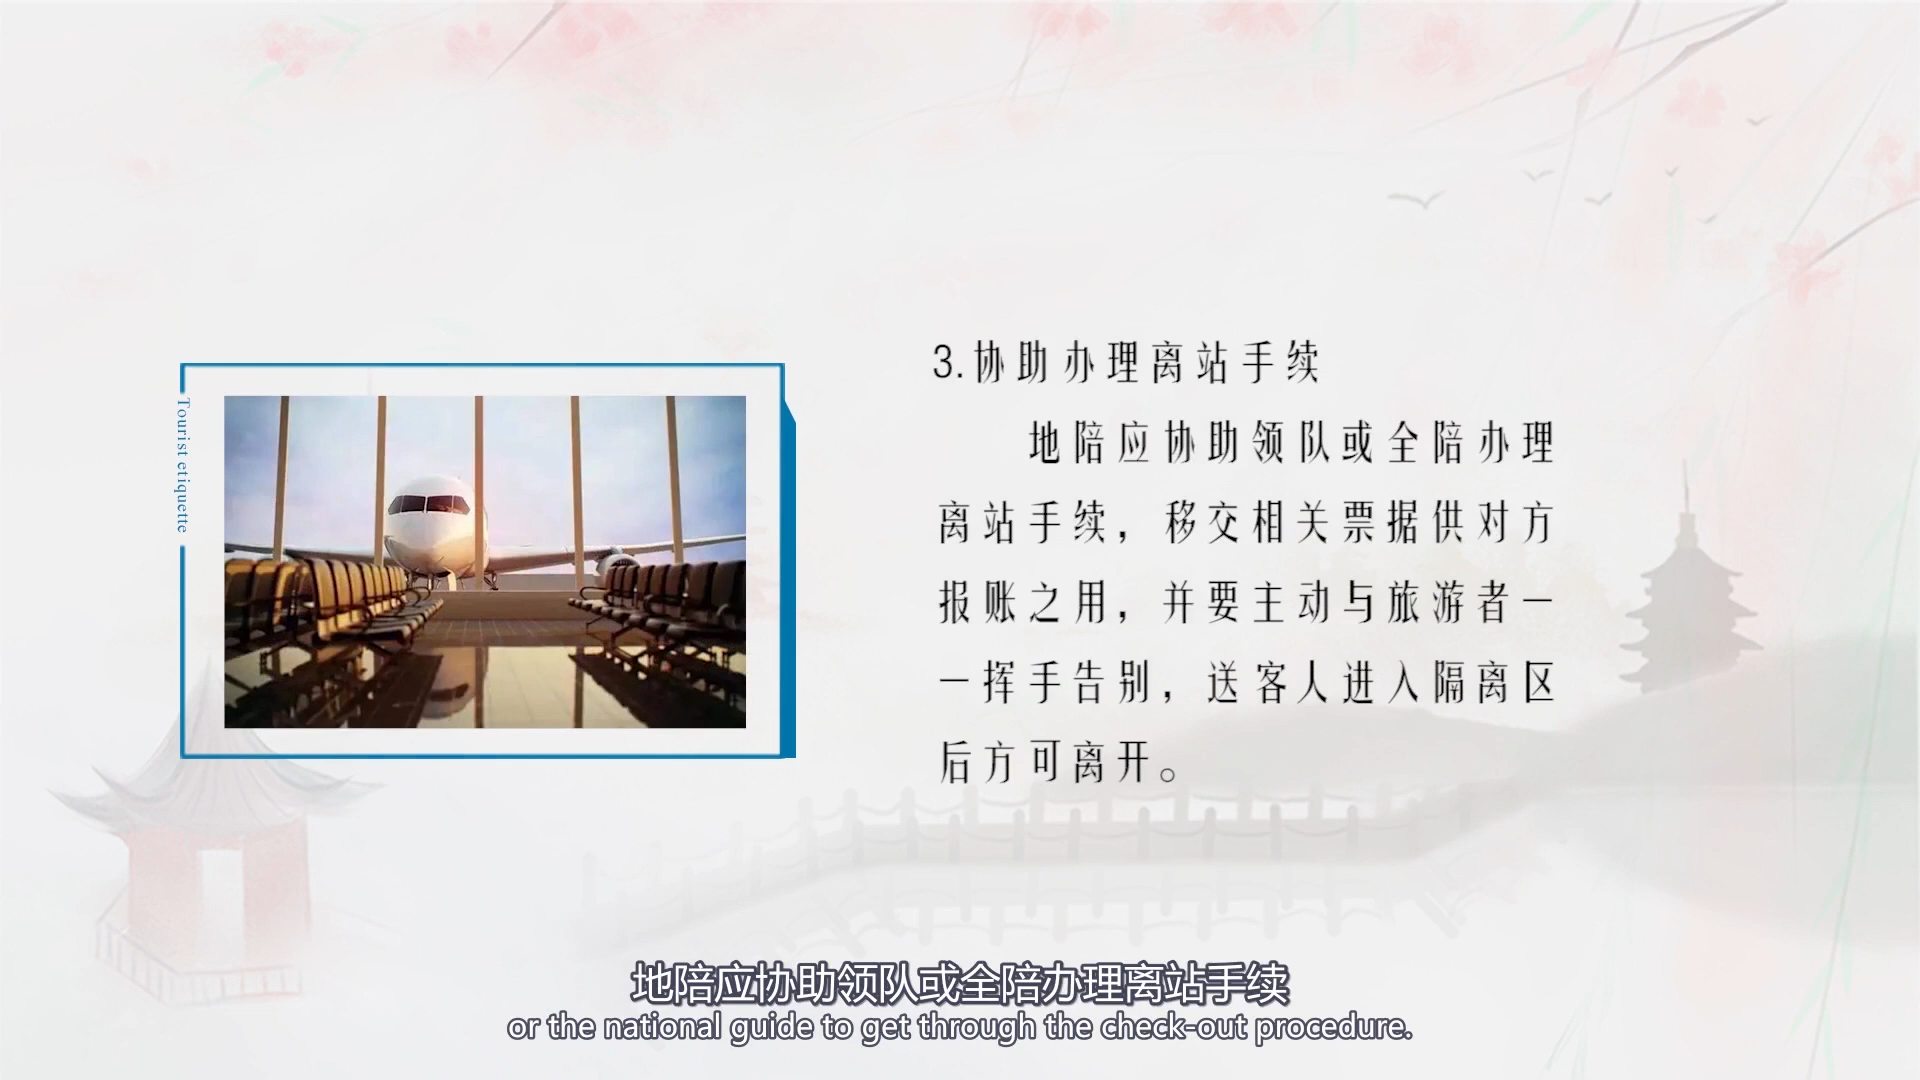 Tourist etiquette
3.协助办理离站手续
地陪应协助领队或全陪办理
离站手续，移交相关票据供对方
报账之用，并要主动与旅游者一
一挥手告别，送客人进入隔离区
后方可离开。
地陪应协助领队或全陪办理离站手续
or the national guide to get through the check-out procedure.